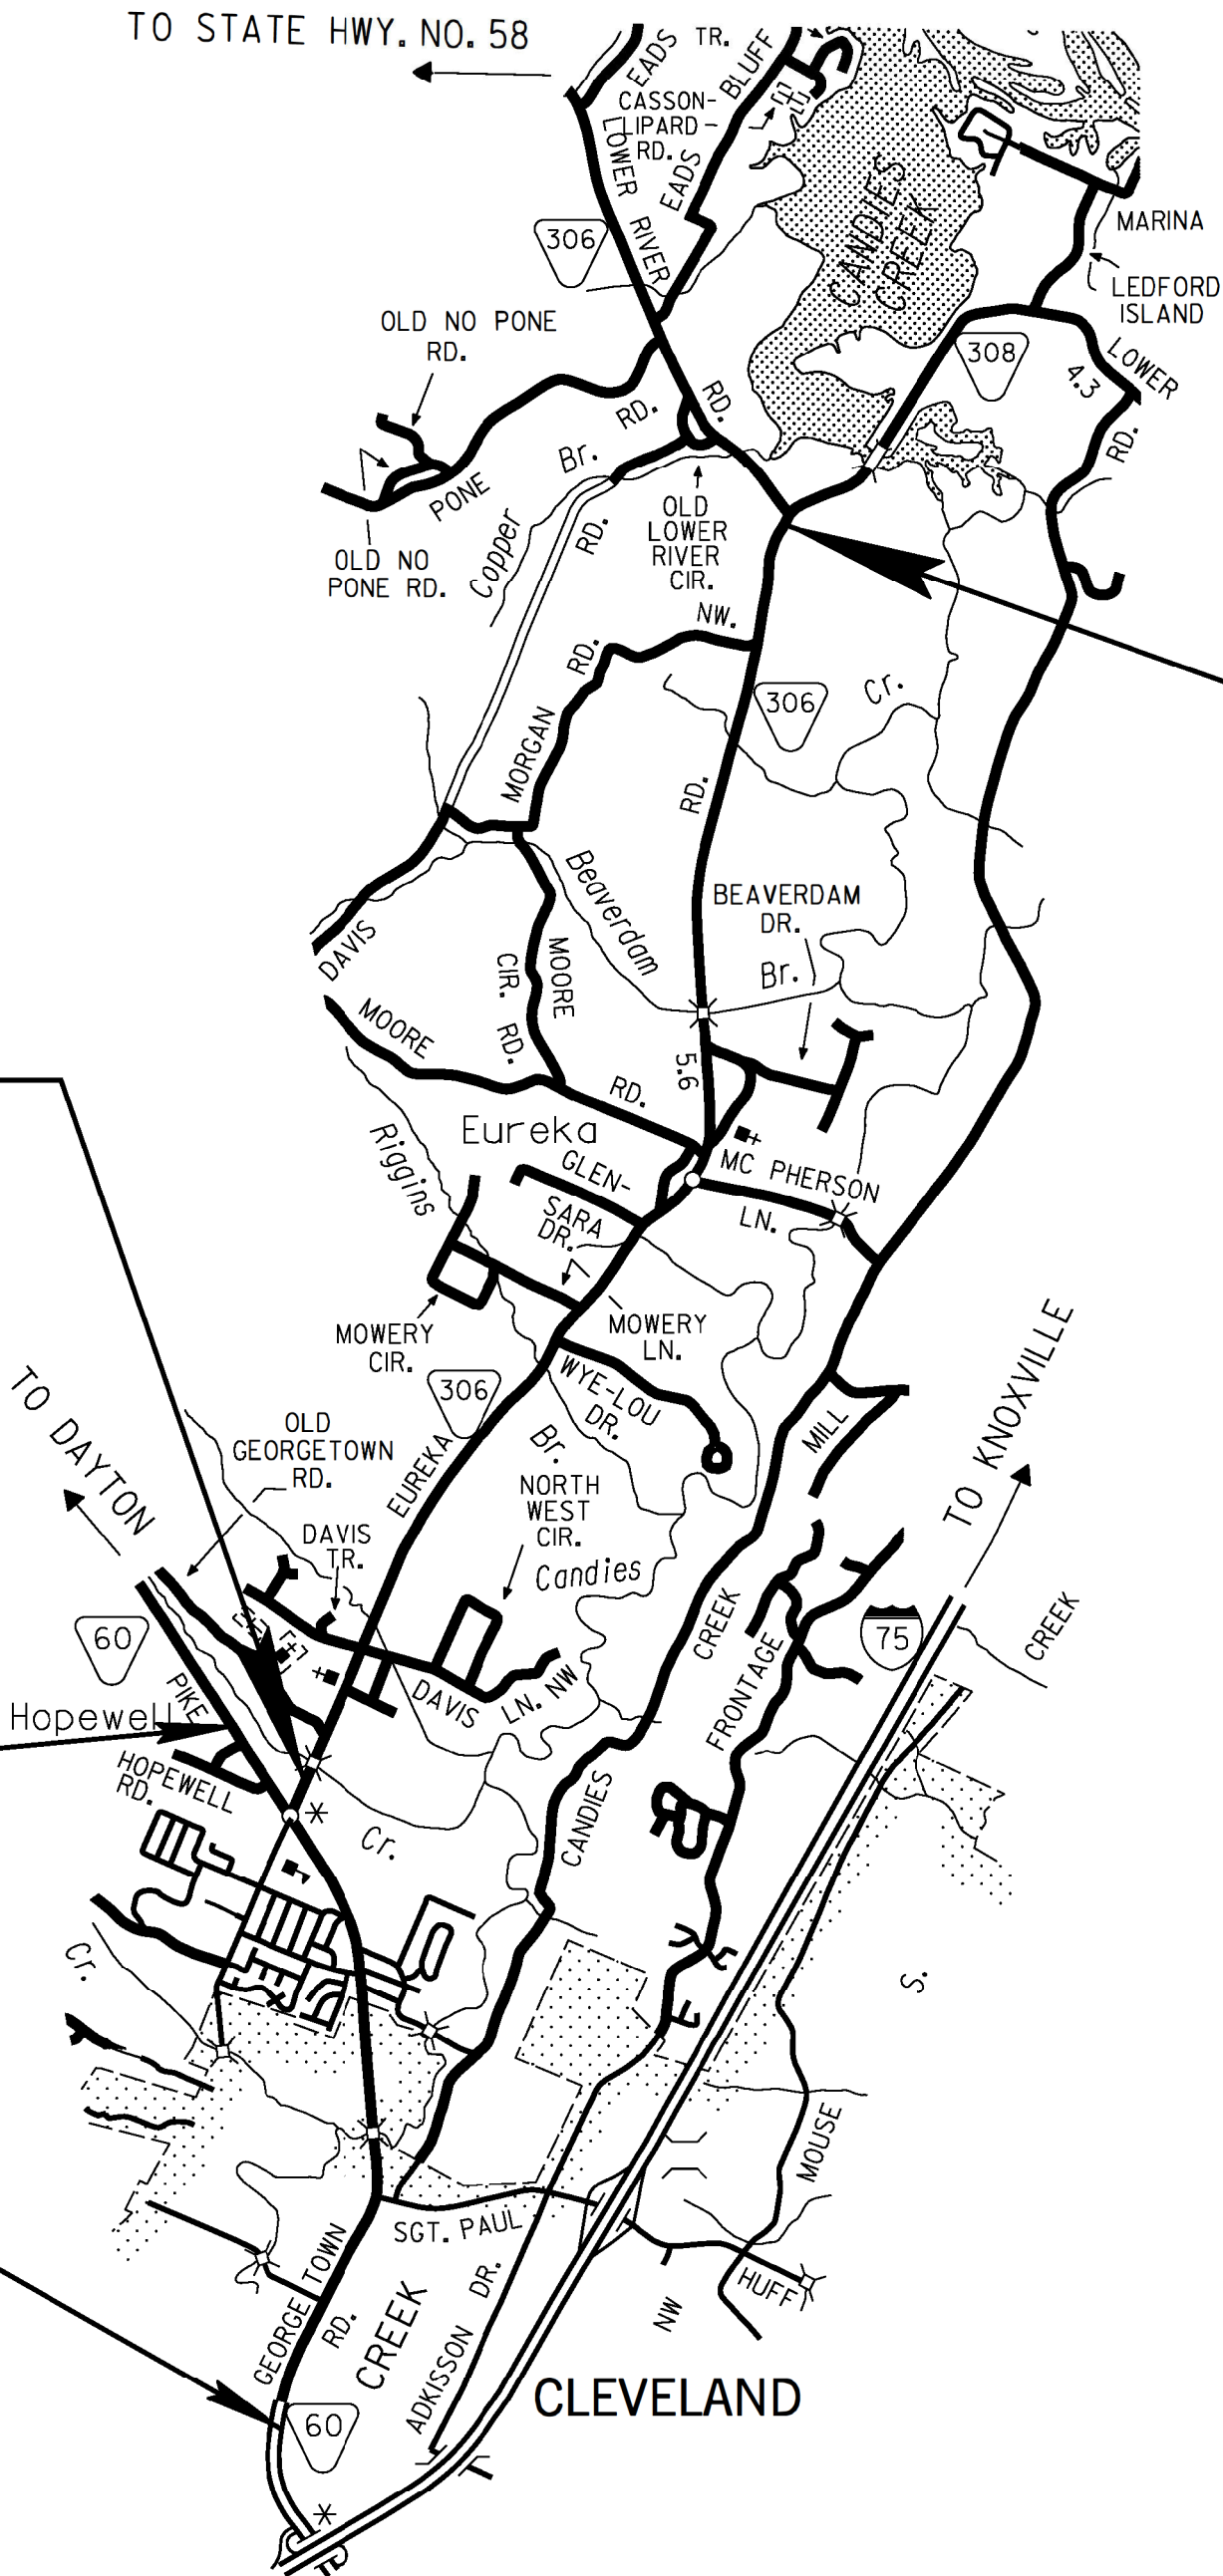 TO STATE HWY. NO. 58
EADS TR.
EADS BLUFF
CASSON-
LIPARD-
RD.
LOWER RIVER RD.
CANDIES
CREEK
306
MARINA
LEDFORD
ISLAND
308
LOWER
4.3
RD.
OLD NO PONE
RD.
PONE RD.
Copper Br.
RD.
OLD NO
PONE RD.
OLD
LOWER
RIVER
CIR.
NW.
RD.
MORGAN
306
Cr.
RD.
Beaverdam
Br.
BEAVERDAM
DR.
DAVIS
MOORE
CIR. RD.
MOORE
RD.
5.6
Eureka
Riggins
GLEN-
SARA
DR.
MC PHERSON
LN.
MOWERY
CIR.
MOWERY
LN.
306
WYE-LOU
DR.
TO DAYTON
OLD
GEORGETOWN
RD.
EUREKA
Br.
MILL
TO KNOXVILLE
NORTH
WEST
CIR.
DAVIS
TR.
Candies
CREEK
FRONTAGE
75
CREEK
60
PIKE
Hopewell
DAVIS LN. NW
HOPEWELL
RD.
CANDIES
Cr.
Cr.
S.
MOUSE
SGT. PAUL
HUFF
NW
GEORGETOWN
RD.
CREEK
ADKISSON DR.
CLEVELAND
60